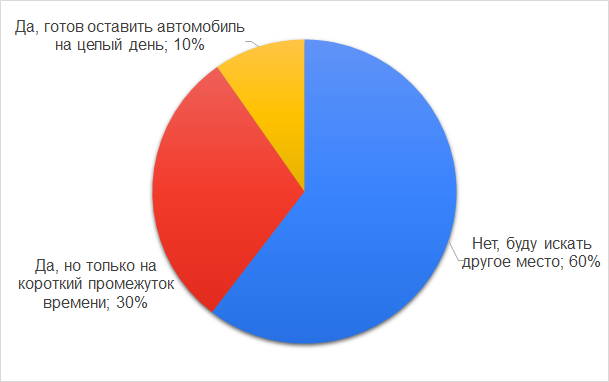 Да, готов оставить автомобиль
на целый день; 10%
Нет, буду искать
другое место; 60%
Да, но только на
короткий промежуток
времени; 30%